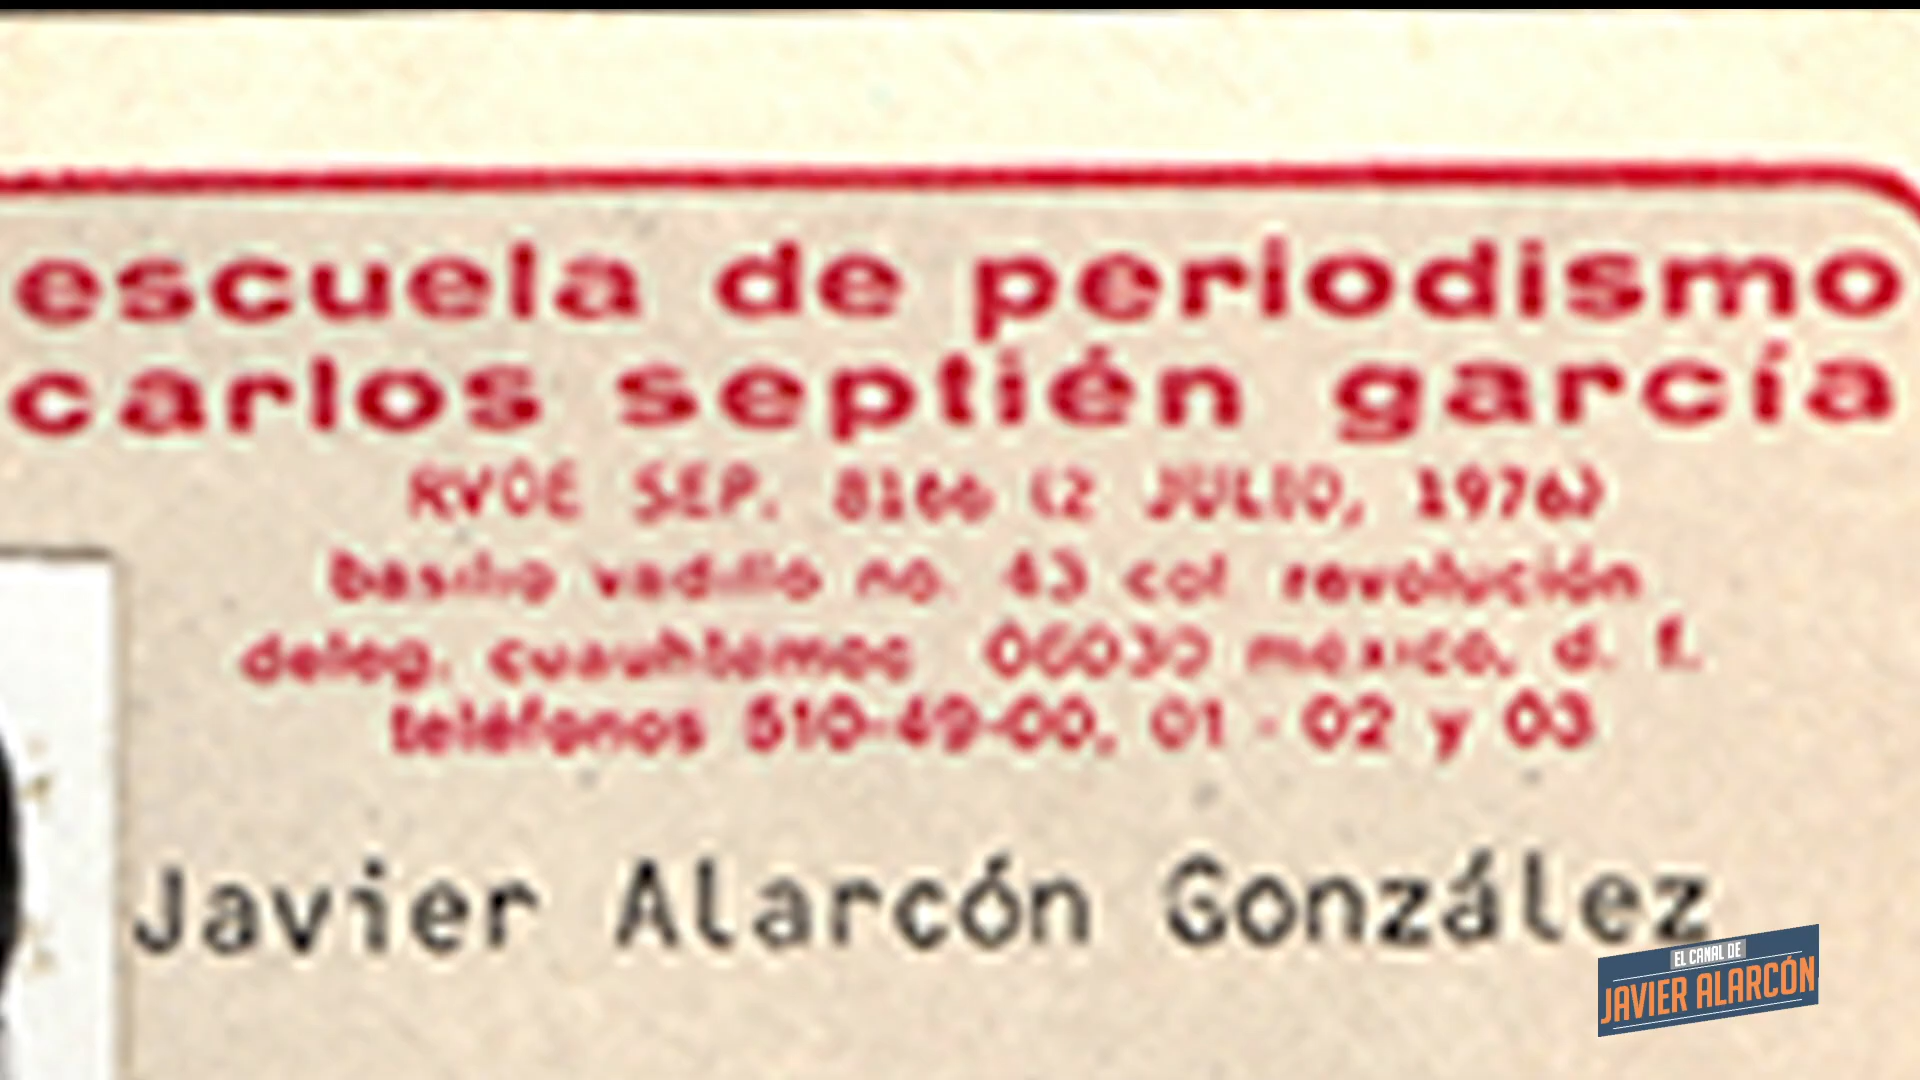 escuela de periodismo
carlos septién garcía
RVOE SEP. 8166 (2 JULIO, 1976)
basilio vadillo no. 43 col revolución
deleg. cuauhtemoc 06030 méxico, d. f.
teléfonos 510-49-00, 01 - 02 y 03
Javier Alarcón González
EL CANAL DE
JAVIER ALARCÓN